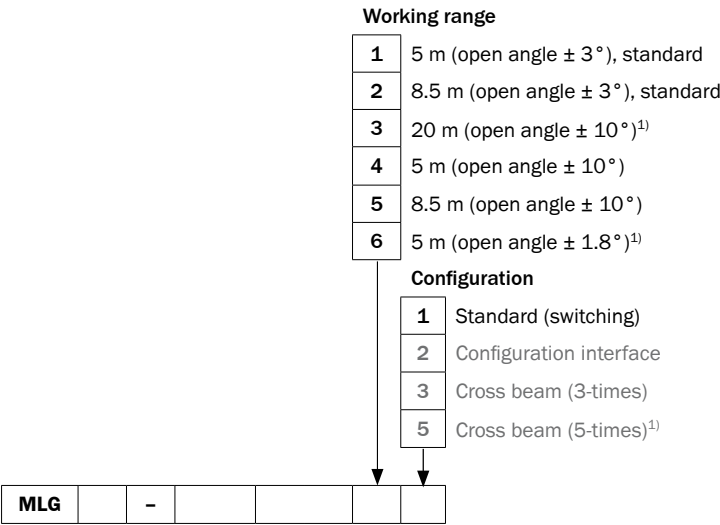 Working range
1 5 m (open angle ± 3°), standard
2 8.5 m (open angle ± 3°), standard
3 20 m (open angle ± 10°)1)
4 5 m (open angle ± 10°)
5 8.5 m (open angle ± 10°)
6 5 m (open angle ± 1.8°)1)
Configuration
1 Standard (switching)
2 Configuration interface
3 Cross beam (3-times)
5 Cross beam (5-times)1)
MLG –